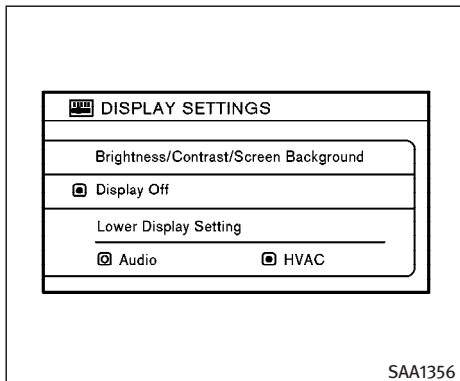 DISPLAY SETTINGS
Brightness/Contrast/Screen Background
Display Off
Lower Display Setting
Audio HVAC
SAA1356